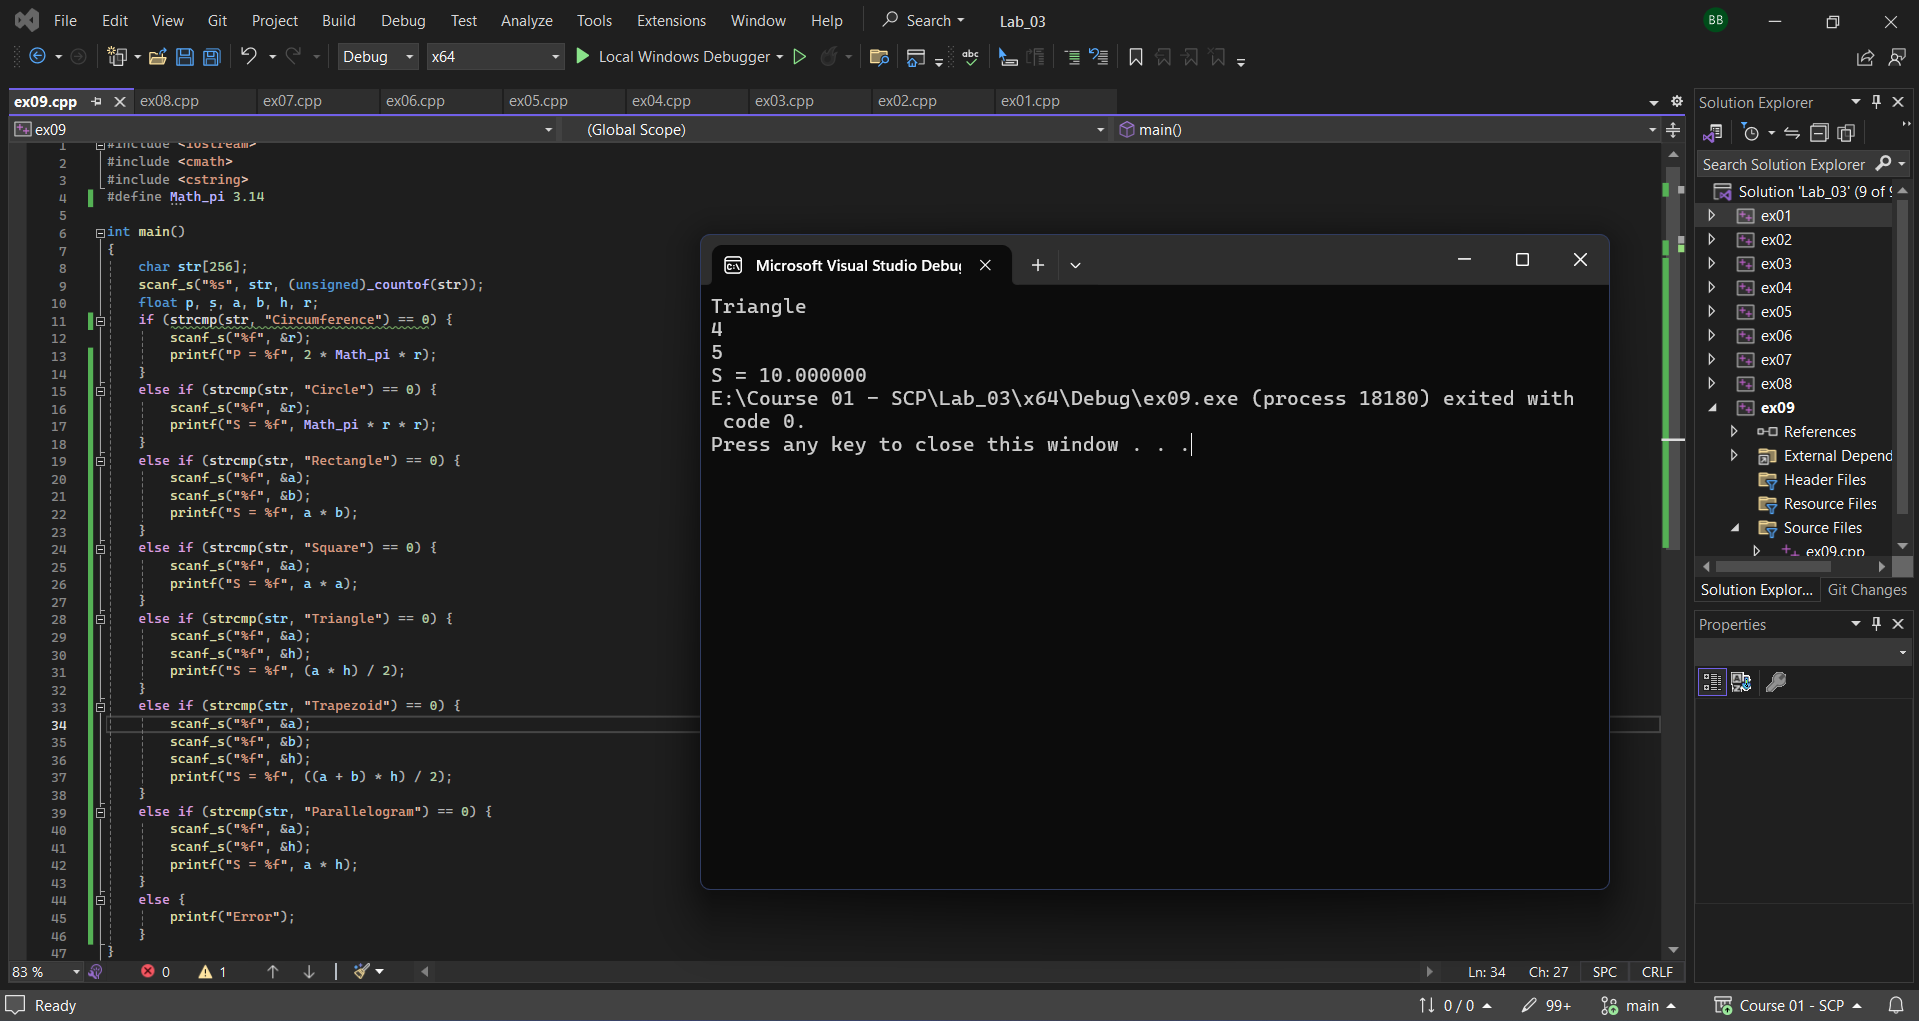 File Edit View Git Project Build Debug Test Analyze Tools Extensions Window Help Search Lab_03 BB
Debug x64 Local Windows Debugger
ex09.cpp ex08.cpp ex07.cpp ex06.cpp ex05.cpp ex04.cpp ex03.cpp ex02.cpp ex01.cpp
ex09 (Global Scope) main()
1 #include <iostream>
2 #include <cmath>
3 #include <cstring>
4 #define Math_pi 3.14
5
6 int main()
7 {
8 char str[256];
9 scanf_s("%s", str, (unsigned)_countof(str));
10 float p, s, a, b, h, r;
11 if (strcmp(str, "Circumference") == 0) {
12 scanf_s("%f", &r);
13 printf("P = %f", 2 * Math_pi * r);
14 }
15 else if (strcmp(str, "Circle") == 0) {
16 scanf_s("%f", &r);
17 printf("S = %f", Math_pi * r * r);
18 }
19 else if (strcmp(str, "Rectangle") == 0) {
20 scanf_s("%f", &a);
21 scanf_s("%f", &b);
22 printf("S = %f", a * b);
23 }
24 else if (strcmp(str, "Square") == 0) {
25 scanf_s("%f", &a);
26 printf("S = %f", a * a);
27 }
28 else if (strcmp(str, "Triangle") == 0) {
29 scanf_s("%f", &a);
30 scanf_s("%f", &h);
31 printf("S = %f", (a * h) / 2);
32 }
33 else if (strcmp(str, "Trapezoid") == 0) {
34 scanf_s("%f", &a);
35 scanf_s("%f", &b);
36 scanf_s("%f", &h);
37 printf("S = %f", ((a + b) * h) / 2);
38 }
39 else if (strcmp(str, "Parallelogram") == 0) {
40 scanf_s("%f", &a);
41 scanf_s("%f", &h);
42 printf("S = %f", a * h);
43 }
44 else {
45 printf("Error");
46 }
47 }
Microsoft Visual Studio Debug
Triangle
4
5
S = 10.000000
E:\Course 01 - SCP\Lab_03\x64\Debug\ex09.exe (process 18180) exited with
code 0.
Press any key to close this window . . .
Solution Explorer
Search Solution Explorer
Solution 'Lab_03' (9 of 9
ex01
ex02
ex03
ex04
ex05
ex06
ex07
ex08
ex09
References
External Depend
Header Files
Resource Files
Source Files
ex09.cpp
Solution Explor... Git Changes
Properties
83 % 0 1 Ln: 34 Ch: 27 SPC CRLF
Ready 0 / 0 99+ main Course 01 - SCP